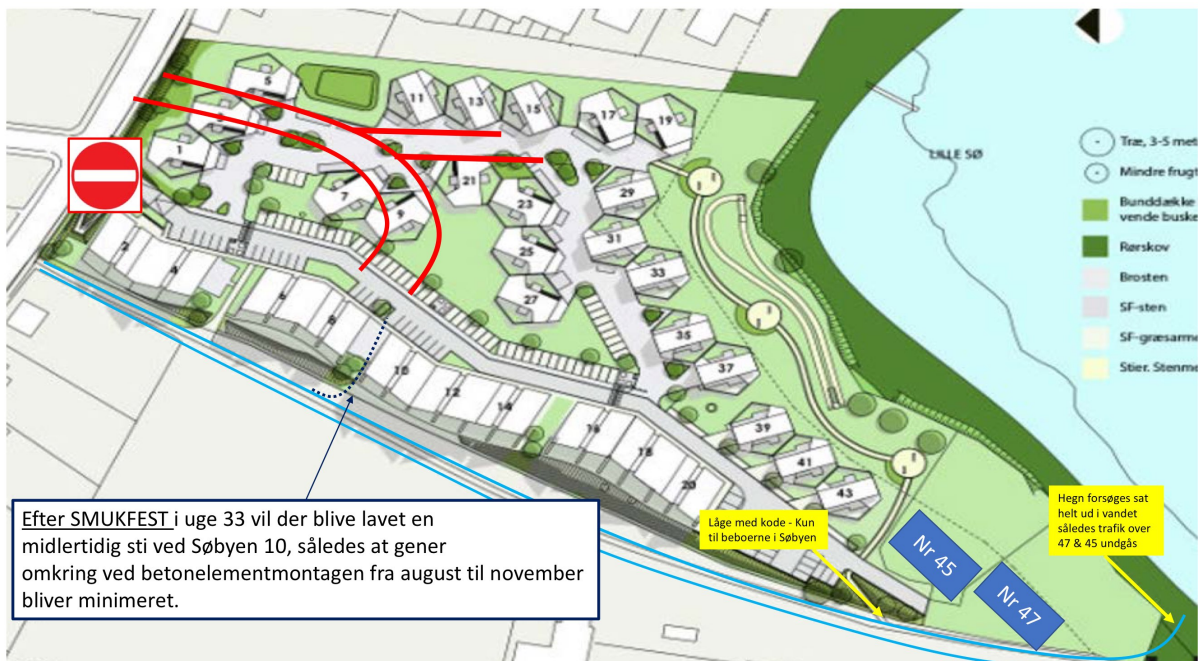 LILLE SØ
Træ, 3-5 met
Mindre frugt
Bunddække
vende buske
Rørskov
Brosten
SF-sten
SF-græsarme
Stier. Stenme
5
11
13
15
17
19
1
7
9
21
23
29
31
25
33
27
35
37
2
4
6
8
10
12
14
16
18
20
39
41
43
Efter SMUKFEST i uge 33 vil der blive lavet en
midlertidig sti ved Søbyen 10, således at gener
omkring ved betonelementmontagen fra august til november
bliver minimeret.
Låge med kode - Kun
til beboerne i Søbyen
Nr 45
Nr 47
Hegn forsøges sat
helt ud i vandet
således trafik over
47 & 45 undgås